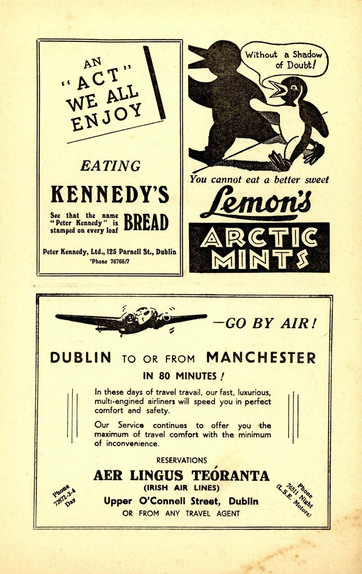 AN
"ACT"
WE ALL
ENJOY
EATING
KENNEDY'S
See that the name
"Peter Kennedy" is
stamped on every loaf
BREAD
Peter Kennedy, Ltd., 125 Parnell St., Dublin
'Phone 76766/7
Without a Shadow
of Doubt!
You cannot eat a better sweet
Lemon's
ARCTIC
MINTS
—GO BY AIR!
DUBLIN TO OR FROM MANCHESTER
IN 80 MINUTES!
In these days of travel travail, our fast, luxurious,
multi-engined airliners will speed you in perfect
comfort and safety.
Our Service continues to offer you the
maximum of travel comfort with the minimum
of inconvenience.
RESERVATIONS
AER LINGUS TEÓRANTA
(IRISH AIR LINES)
Upper O'Connell Street, Dublin
OR FROM ANY TRAVEL AGENT
Phone
72921-3-4
Day
Phone
76311 Night
(L.S.E. Motors)